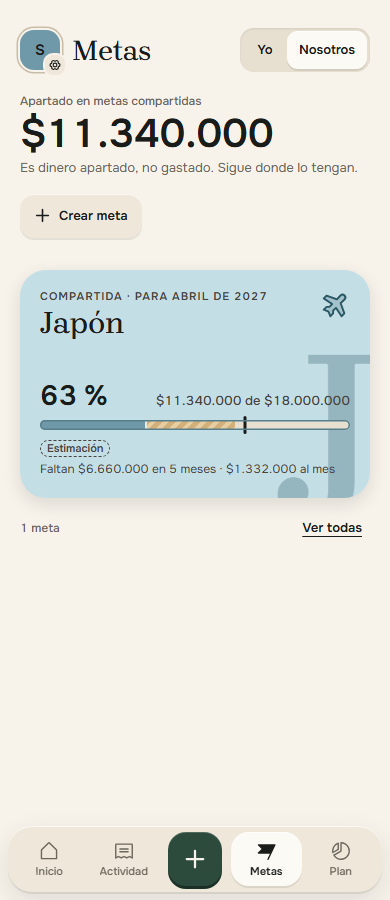 S
Metas
Yo
Nosotros
Apartado en metas compartidas
$11.340.000
Es dinero apartado, no gastado. Sigue donde lo tengan.
Crear meta
COMPARTIDA · PARA ABRIL DE 2027
Japón
J
63 %
$11.340.000 de $18.000.000
Estimación
Faltan $6.660.000 en 5 meses · $1.332.000 al mes
1 meta
Ver todas
Inicio
Actividad
Metas
Plan